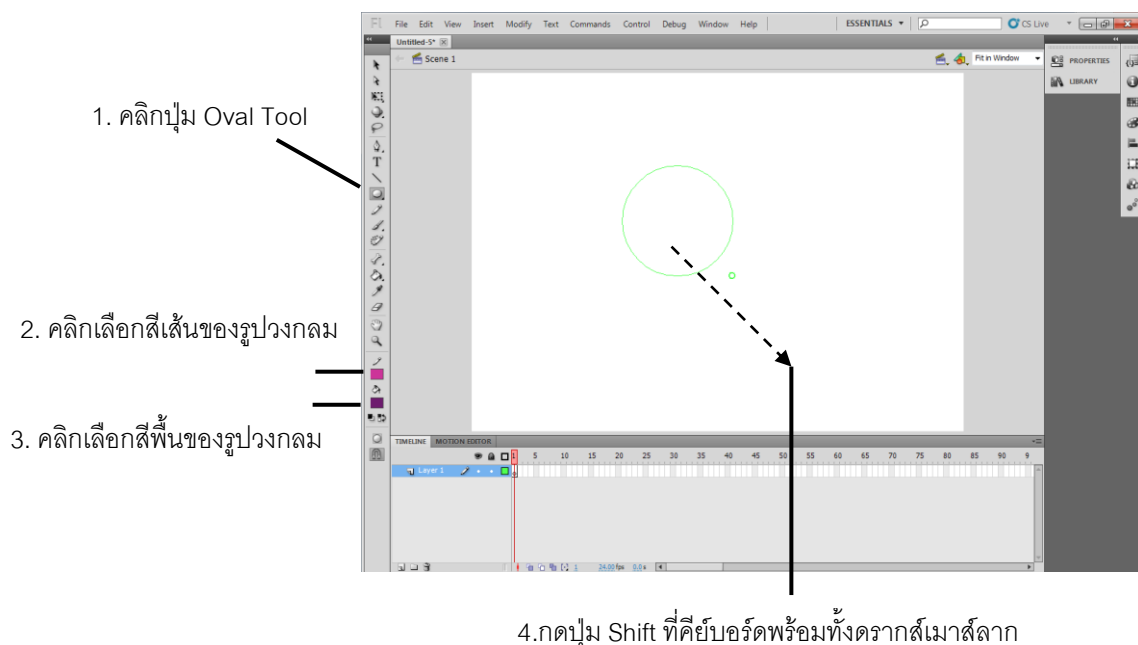 Fl File Edit View Insert Modify Text Commands Control Debug Window Help ESSENTIALS CS Live
Untitled-5*
Scene 1 Fit in Window
PROPERTIES
LIBRARY
1. คลิกปุ่ม Oval Tool
T
2. คลิกเลือกสีเส้นของรูปวงกลม
3. คลิกเลือกสีพื้นของรูปวงกลม
TIMELINE MOTION EDITOR
1 5 10 15 20 25 30 35 40 45 50 55 60 65 70 75 80 85 90 9
Layer 1
1 24.00 fps 0.0 s
4.กดปุ่ม Shift ที่คีย์บอร์ดพร้อมทั้งดรากส์เมาส์ลาก